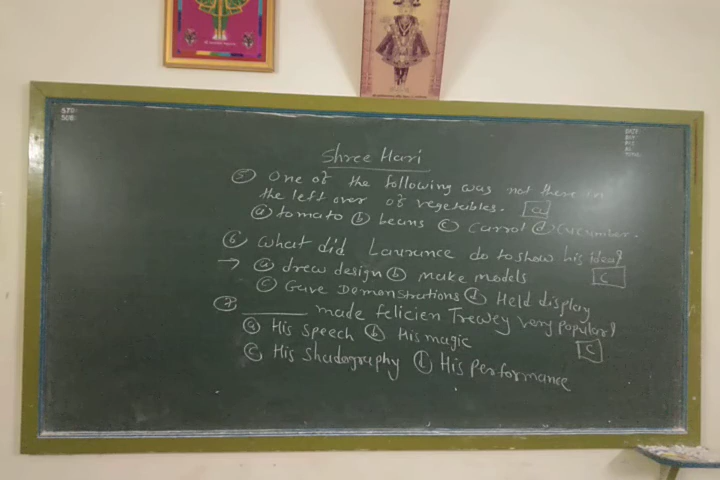 Shree Hari
⑤ One of the following was not there in
the left over of vegetables. [a]
ⓐ tomato ⓑ beans ⓒ carrot ⓓ cucumber.
⑥ What did Laurance do to show his idea?
→ ⓐ drew design ⓑ make models [C]
ⓒ Gave Demonstrations ⓓ Held display
⑦ ______ made felicien Trewey very popular?
ⓐ His speech ⓑ His magic [C]
ⓒ His Shadography ⓓ His performance